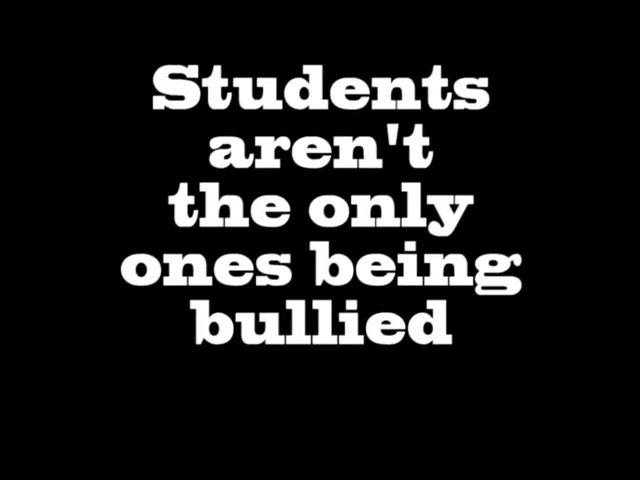 Students
aren't
the only
ones being
bullied